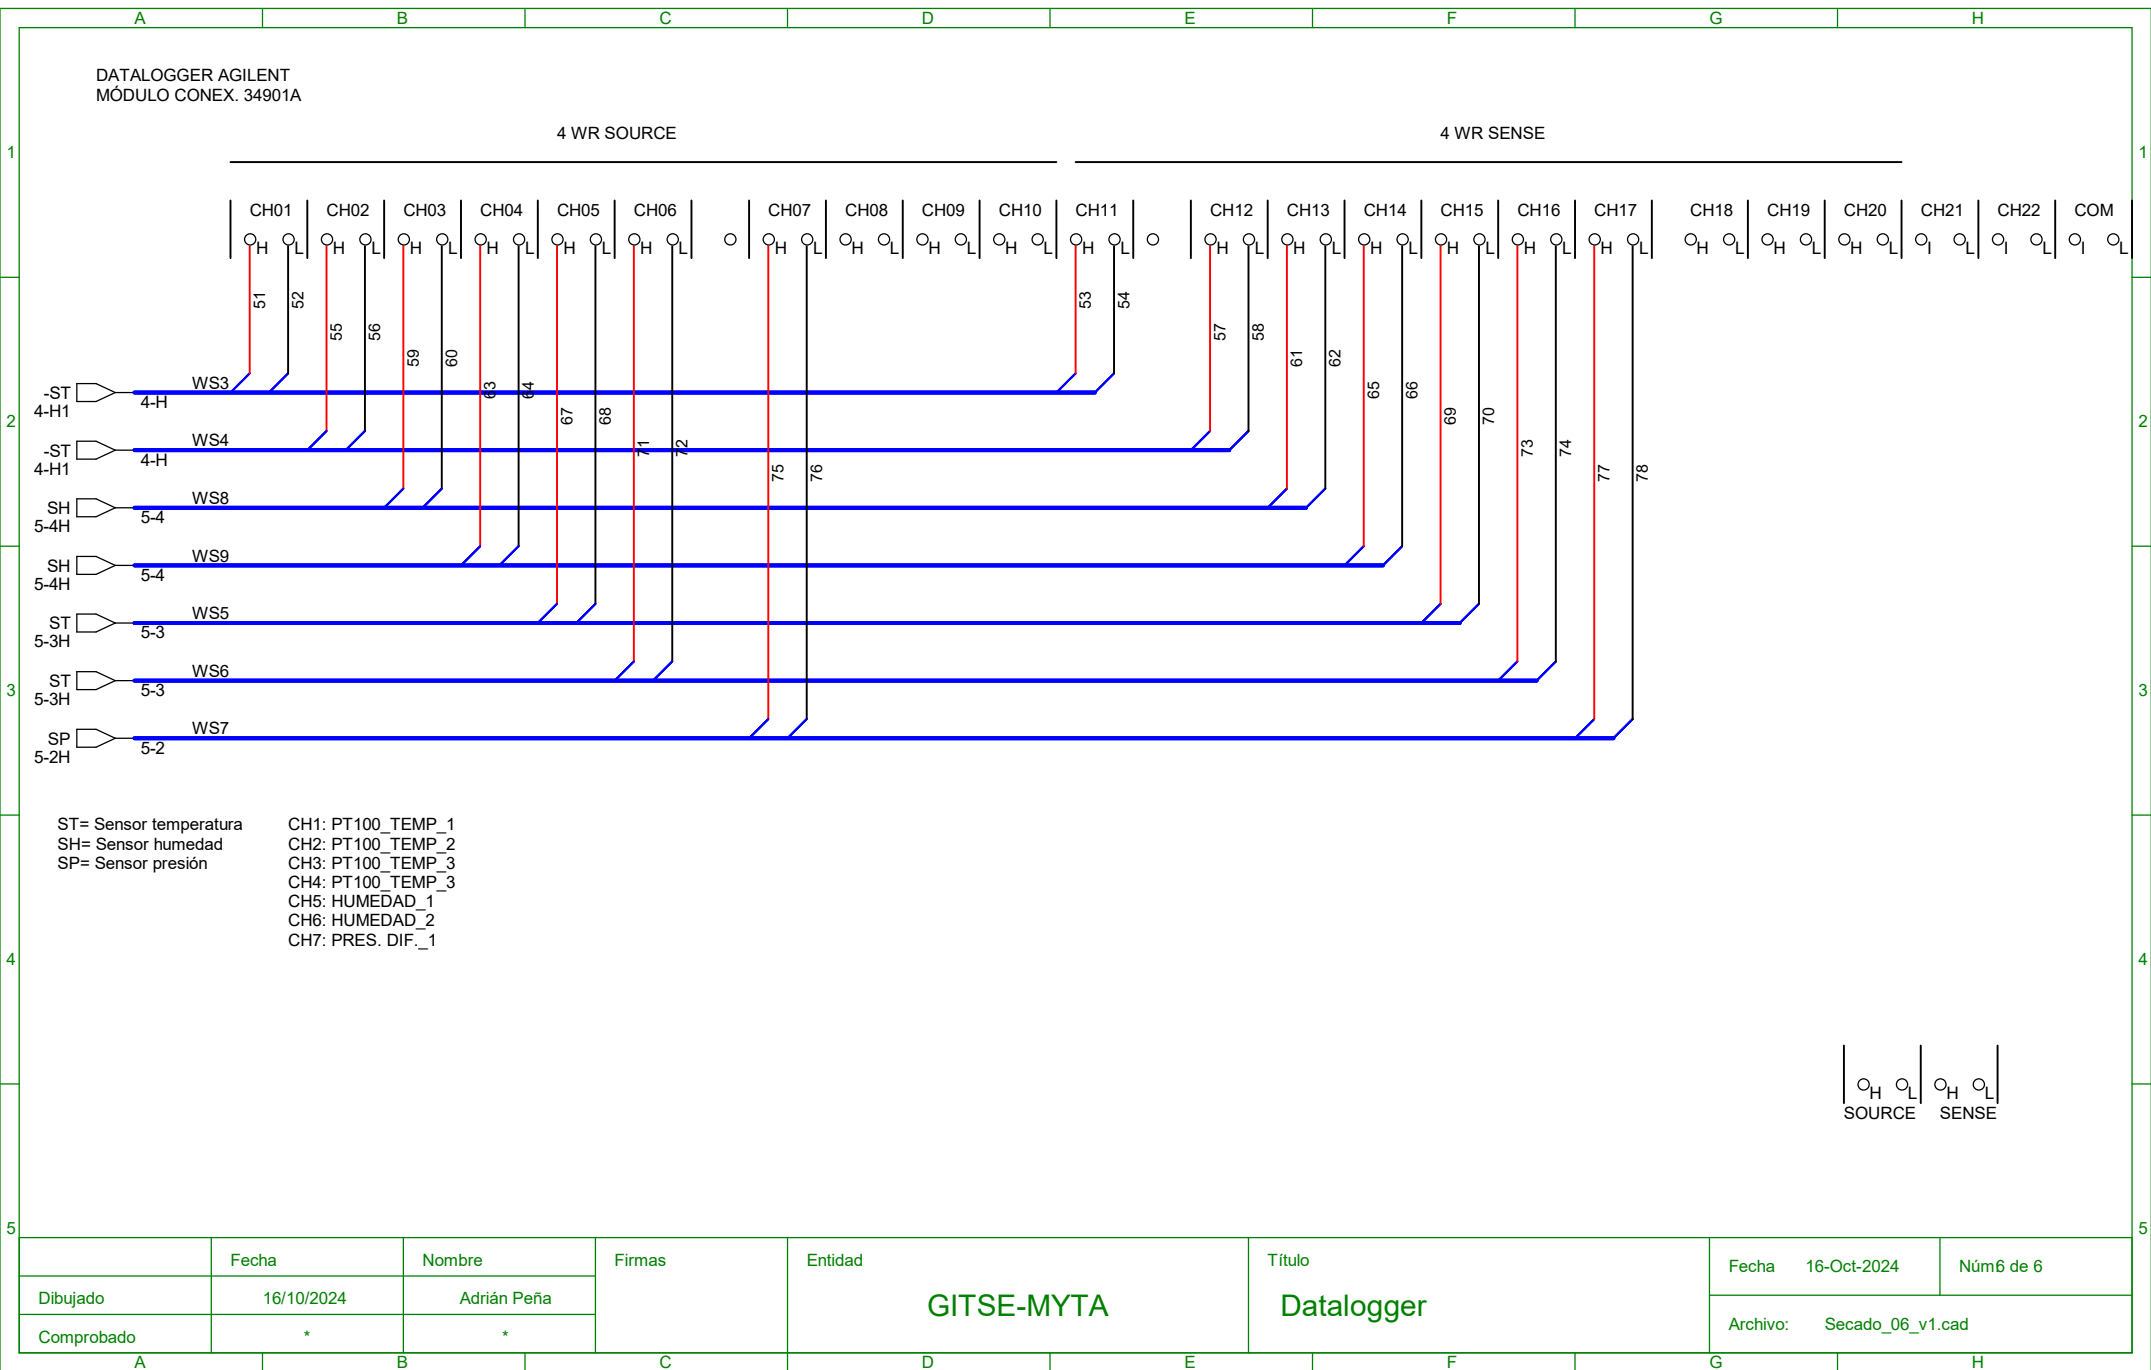 A B C D E F G H
DATALOGGER AGILENT
MÓDULO CONEX. 34901A
4 WR SOURCE 4 WR SENSE
1 1
CH01 CH02 CH03 CH04 CH05 CH06 CH07 CH08 CH09 CH10 CH11 CH12 CH13 CH14 CH15 CH16 CH17 CH18 CH19 CH20 CH21 CH22 COM
H L H L H L H L H L H L H L H L H L H L H L H L H L H L H L H L H L H L H L H L I L I L I L
51 52 53 54
55 56 57 58
59 60 61 62
63 64 65 66
67 68 69 70
71 72 73 74
75 76 77 78
-ST WS3
4-H1 4-H
2 2
-ST WS4
4-H1 4-H
SH WS8
5-4H 5-4
SH WS9
5-4H 5-4
ST WS5
5-3H 5-3
ST WS6
5-3H 5-3
3 3
SP WS7
5-2H 5-2
ST= Sensor temperatura
SH= Sensor humedad
SP= Sensor presión
CH1: PT100_TEMP_1
CH2: PT100_TEMP_2
CH3: PT100_TEMP_3
CH4: PT100_TEMP_3
CH5: HUMEDAD_1
CH6: HUMEDAD_2
CH7: PRES. DIF._1
4 4
H L H L
SOURCE SENSE
5 5
Fecha Nombre Firmas Entidad Título Fecha 16-Oct-2024 Núm6 de 6
Dibujado 16/10/2024 Adrián Peña GITSE-MYTA Datalogger
Comprobado * * Archivo: Secado_06_v1.cad
A B C D E F G H